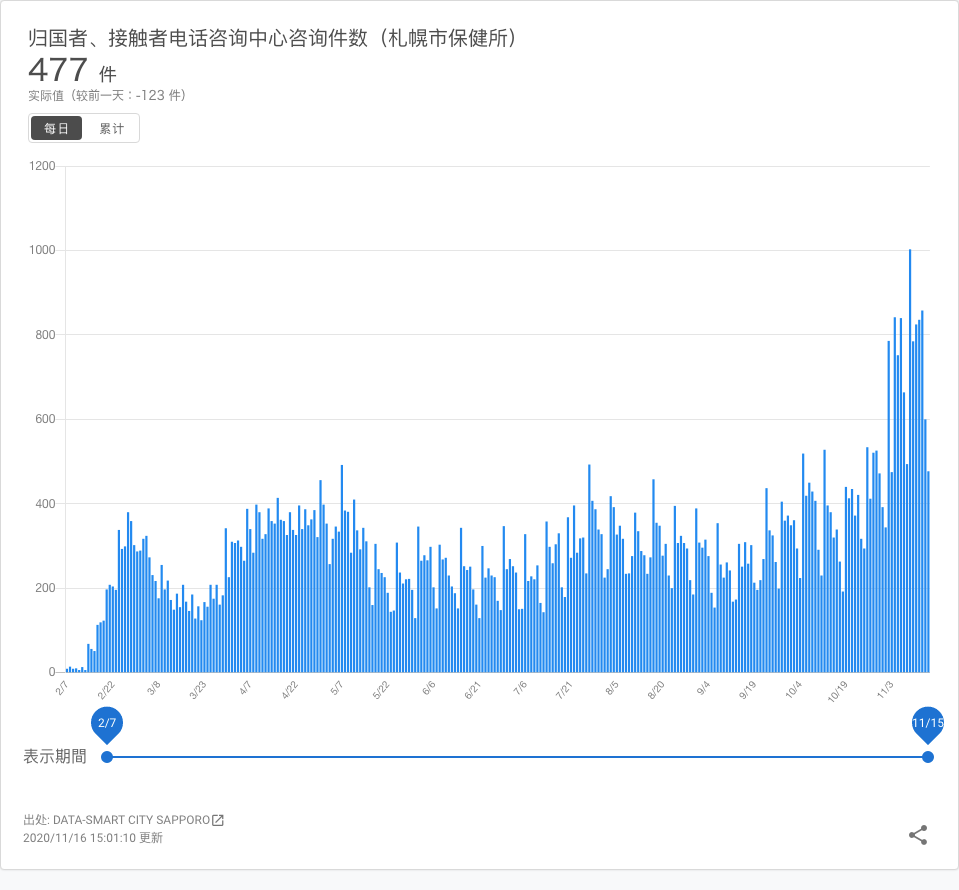 归国者、接触者电话咨询中心咨询件数（札幌市保健所）
477 件
实际值（较前一天：-123 件）
每日 累计
1200
1000
800
600
400
200
0
2/7 2/22 3/8 3/23 4/7 4/22 5/7 5/22 6/6 6/21 7/6 7/21 8/5 8/20 9/4 9/19 10/4 10/19 11/3
2/7 11/15
表示期間
出处: DATA-SMART CITY SAPPORO
2020/11/16 15:01:10 更新